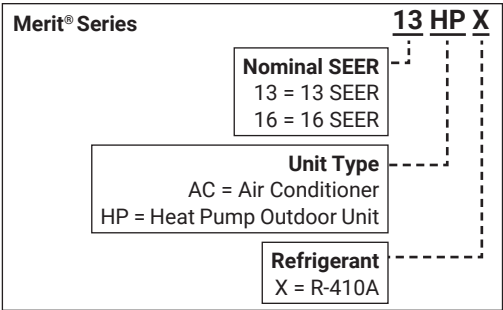 Merit® Series
13 HP X
Nominal SEER
13 = 13 SEER
16 = 16 SEER
Unit Type
AC = Air Conditioner
HP = Heat Pump Outdoor Unit
Refrigerant
X = R-410A